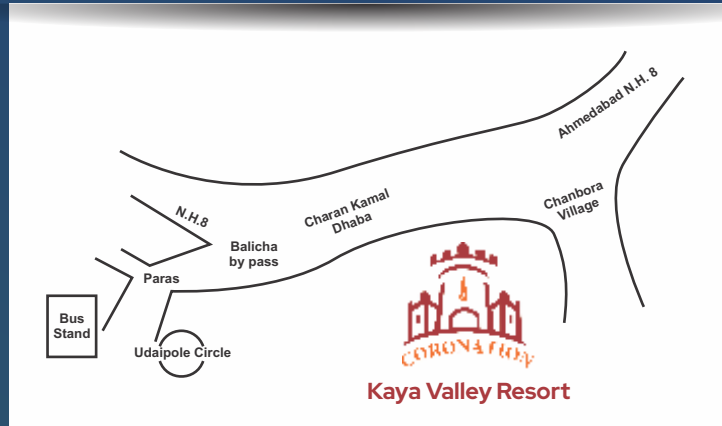 Ahmedabad N.H. 8
Chanbora
Village
Charan Kamal
Dhaba
N.H.8
Balicha
by pass
Paras
Bus
Stand
Udaipole Circle
CORONATION
Kaya Valley Resort